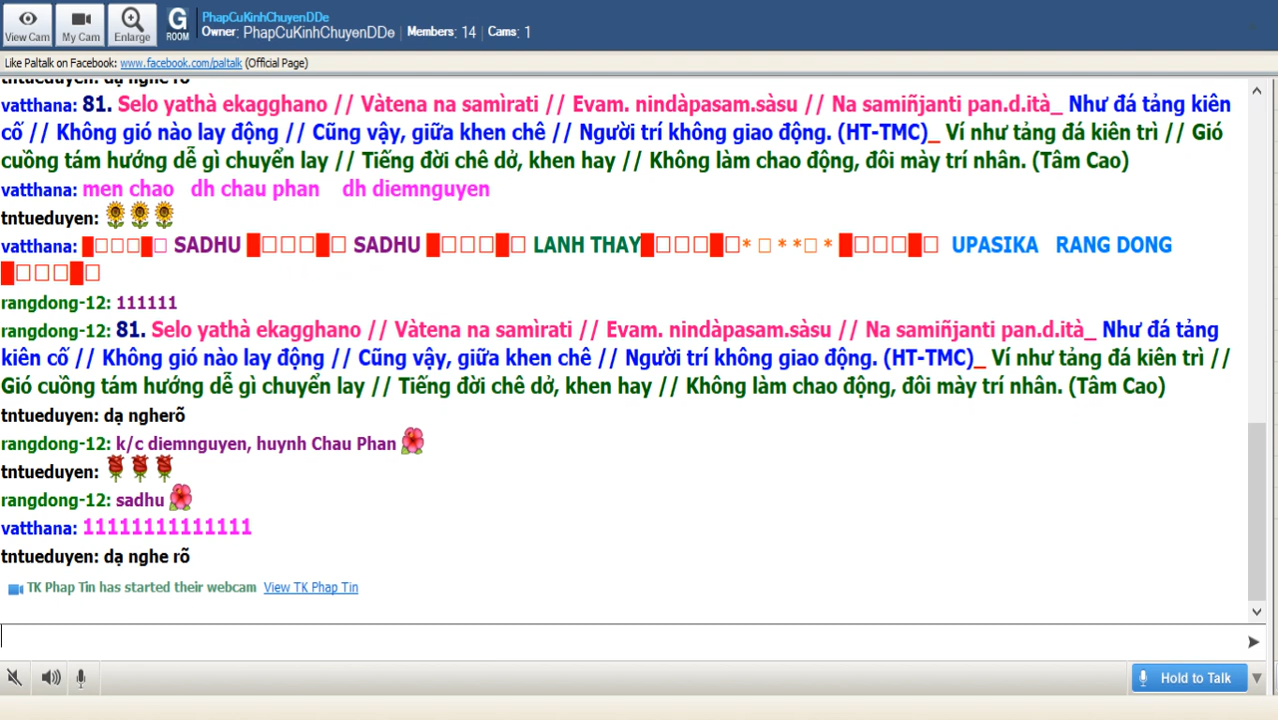 PhapCuKinhChuyenDDe
G
View Cam My Cam Enlarge ROOM Owner: PhapCuKinhChuyenDDe Members: 14 Cams: 1
Like Paltalk on Facebook: www.facebook.com/paltalk (Official Page)
tntueduyen: dạ nghe rõ
vatthana: 81. Selo yathà ekagghano // Vàtena na samìrati // Evam. nindàpasam.sàsu // Na samiñjanti pan.d.ità_ Như đá tảng kiên
cố // Không gió nào lay động // Cũng vậy, giữa khen chê // Người trí không giao động. (HT-TMC)_ Ví như tảng đá kiên trì // Gió
cuồng tám hướng dễ gì chuyển lay // Tiếng đời chê dở, khen hay // Không làm chao động, đôi mày trí nhân. (Tâm Cao)
vatthana: men chao dh chau phan dh diemnguyen
tntueduyen:
vatthana: █□□□█□ SADHU █□□□█□ SADHU █□□□█□ LANH THAY█□□□█□* □ * *□ * █□□□█□ UPASIKA RANG DONG
█□□□█□
rangdong-12: 111111
rangdong-12: 81. Selo yathà ekagghano // Vàtena na samìrati // Evam. nindàpasam.sàsu // Na samiñjanti pan.d.ità_ Như đá tảng
kiên cố // Không gió nào lay động // Cũng vậy, giữa khen chê // Người trí không giao động. (HT-TMC)_ Ví như tảng đá kiên trì //
Gió cuồng tám hướng dễ gì chuyển lay // Tiếng đời chê dở, khen hay // Không làm chao động, đôi mày trí nhân. (Tâm Cao)
tntueduyen: dạ ngherõ
rangdong-12: k/c diemnguyen, huynh Chau Phan
tntueduyen:
rangdong-12: sadhu
vatthana: 11111111111111
tntueduyen: dạ nghe rõ
TK Phap Tin has started their webcam View TK Phap Tin
Hold to Talk